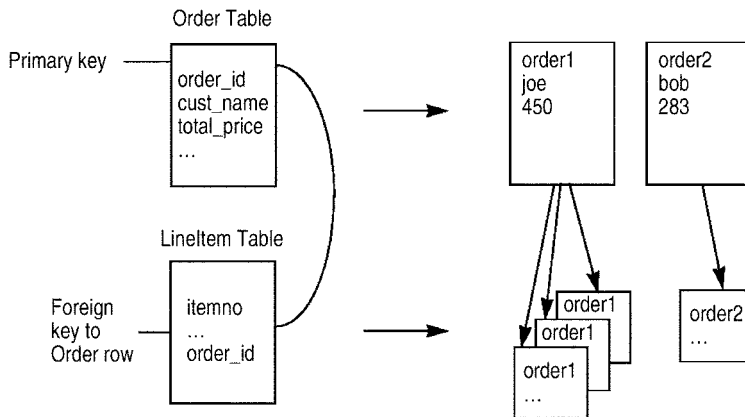 Order Table
Primary key
order_id
cust_name
total_price
...
order1
joe
450
order2
bob
283
LineItem Table
Foreign
key to
Order row
itemno
...
order_id
order1
order1
order1
...
order2
...